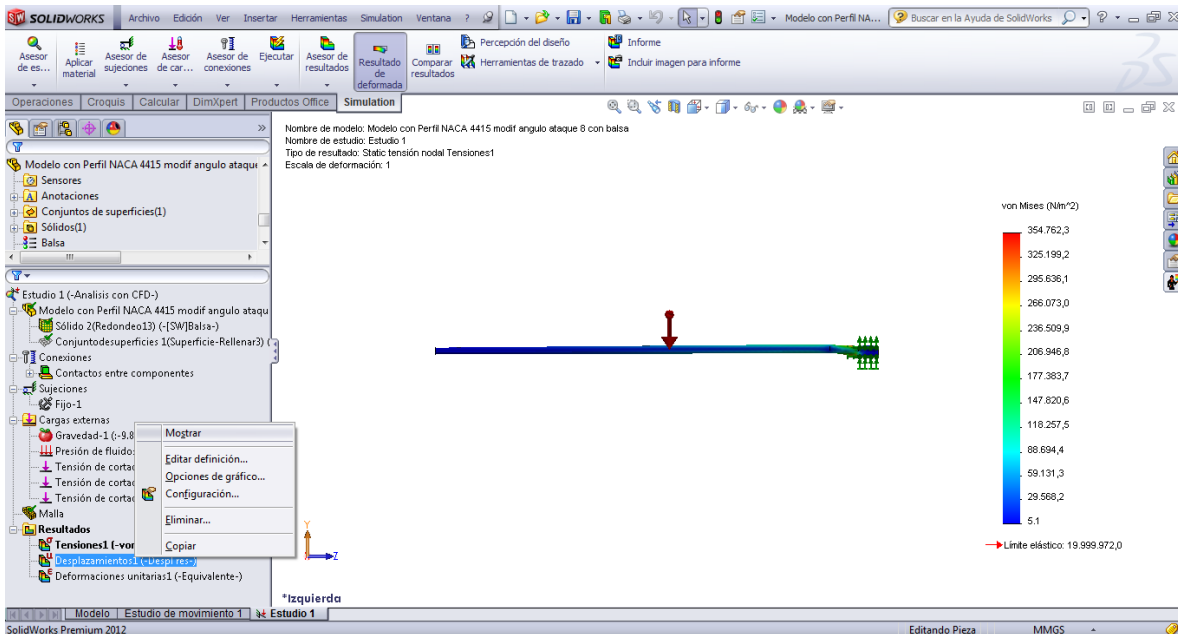 SOLIDWORKS Archivo Edición Ver Insertar Herramientas Simulation Ventana ? Modelo con Perfil NA... Buscar en la Ayuda de SolidWorks
Asesor de es...
Aplicar material
Asesor de sujeciones
Asesor de car...
Asesor de conexiones
Ejecutar
Asesor de resultados
Resultado de deformada
Comparar resultados
Percepción del diseño
Herramientas de trazado
Informe
Incluir imagen para informe
Operaciones Croquis Calcular DimXpert Productos Office Simulation
Modelo con Perfil NACA 4415 modif angulo ataque
Sensores
Anotaciones
Conjuntos de superficies(1)
Sólidos(1)
Balsa
Estudio 1 (-Analisis con CFD-)
Modelo con Perfil NACA 4415 modif angulo ataqu
Sólido 2(Redondeo13) (-[SW]Balsa-)
Conjuntodesuperficies 1(Superficie-Rellenar3) (
Conexiones
Contactos entre componentes
Sujeciones
Fijo-1
Cargas externas
Gravedad-1 (:-9.8
Presión de fluido:
Tensión de cortad
Tensión de cortad
Tensión de cortad
Malla
Resultados
Tensiones1 (-vor
Desplazamientos1 (-Despl res-)
Deformaciones unitarias1 (-Equivalente-)
Mostrar
Editar definición...
Opciones de gráfico...
Configuración...
Eliminar...
Copiar
Nombre de modelo: Modelo con Perfil NACA 4415 modif angulo ataque 8 con balsa
Nombre de estudio: Estudio 1
Tipo de resultado: Static tensión nodal Tensiones1
Escala de deformación: 1
von Mises (N/m^2)
354.762,3
325.199,2
295.636,1
266.073,0
236.509,9
206.946,8
177.383,7
147.820,6
118.257,5
88.694,4
59.131,3
29.568,2
5,1
Límite elástico: 19.999.972,0
Y
Z
*Izquierda
Modelo Estudio de movimiento 1 Estudio 1
SolidWorks Premium 2012 Editando Pieza MMGS